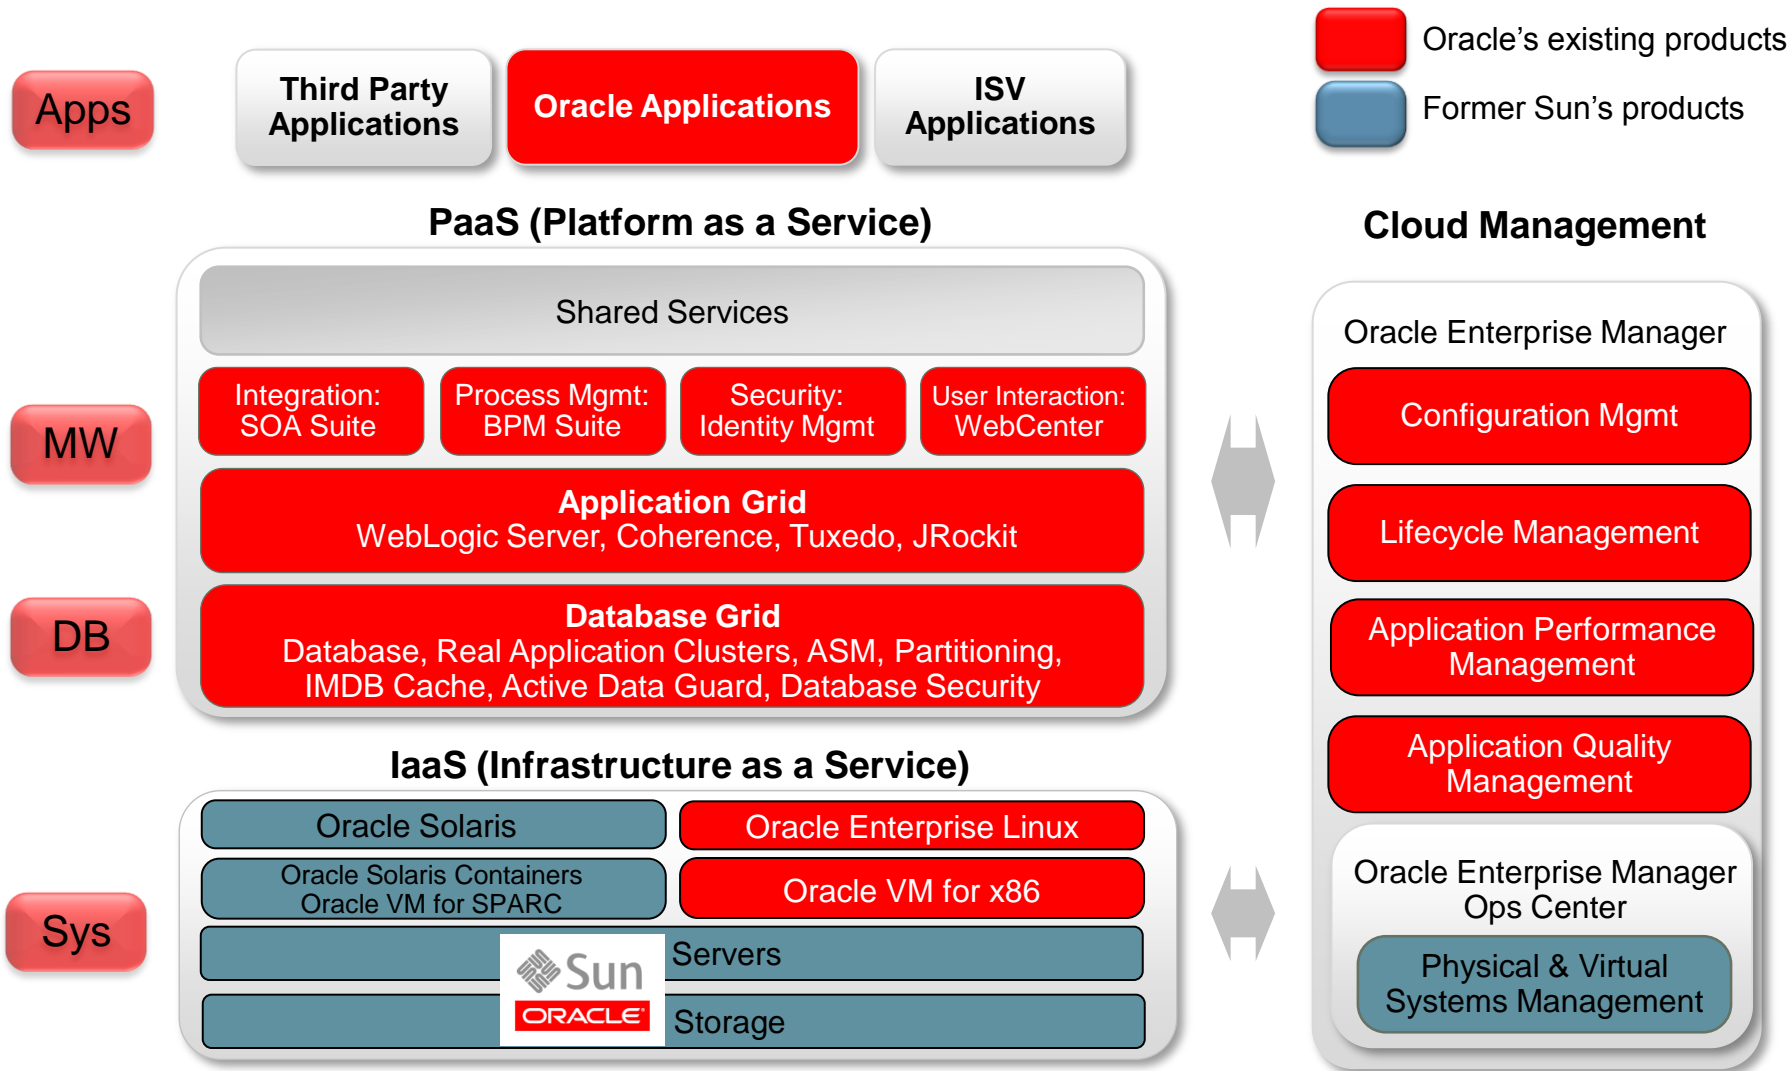 Oracle's existing products
Former Sun's products
Apps
Third Party
Applications
Oracle Applications
ISV
Applications
PaaS (Platform as a Service)
Shared Services
MW
Integration:
SOA Suite
Process Mgmt:
BPM Suite
Security:
Identity Mgmt
User Interaction:
WebCenter
Application Grid
WebLogic Server, Coherence, Tuxedo, JRockit
DB
Database Grid
Database, Real Application Clusters, ASM, Partitioning,
IMDB Cache, Active Data Guard, Database Security
IaaS (Infrastructure as a Service)
Sys
Oracle Solaris
Oracle Enterprise Linux
Oracle Solaris Containers
Oracle VM for SPARC
Oracle VM for x86
Servers
Sun
ORACLE
Storage
Cloud Management
Oracle Enterprise Manager
Configuration Mgmt
Lifecycle Management
Application Performance
Management
Application Quality
Management
Oracle Enterprise Manager
Ops Center
Physical & Virtual
Systems Management